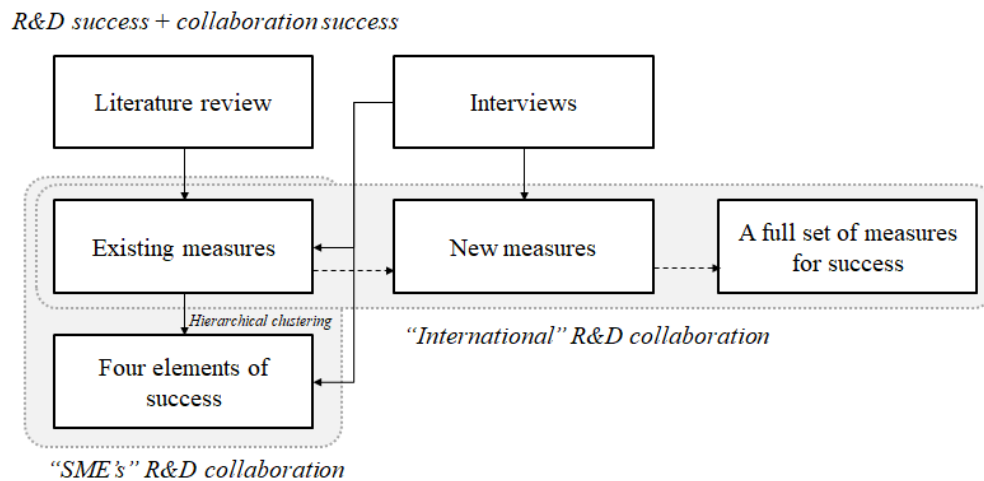 R&D success + collaboration success
Literature review
Interviews
Existing measures
New measures
A full set of measures
for success
Hierarchical clustering
“International” R&D collaboration
Four elements of
success
“SME’s” R&D collaboration